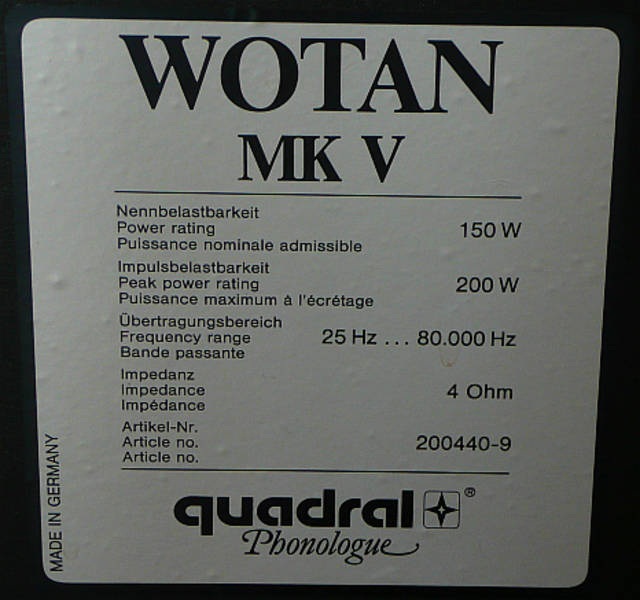 WOTAN
MK V
Nennbelastbarkeit
Power rating 150 W
Puissance nominale admissible
Impulsbelastbarkeit
Peak power rating 200 W
Puissance maximum à l'écrétage
Übertragungsbereich
Frequency range 25 Hz ... 80.000 Hz
Bande passante
Impedanz
Impedance 4 Ohm
Impédance
Artikel-Nr.
Article no. 200440-9
Article no.
quadral ®
Phonologue
MADE IN GERMANY